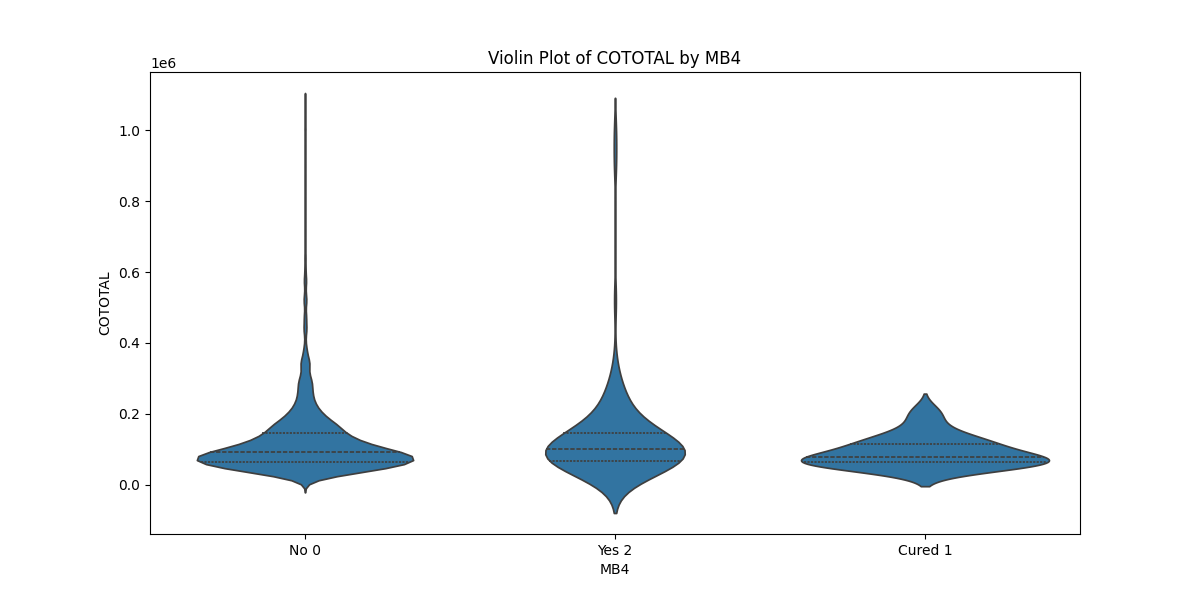 Violin Plot of COTOTAL by MB4
1e6
1.0
0.8
0.6
0.4
0.2
0.0
COTOTAL
No 0
Yes 2
Cured 1
MB4